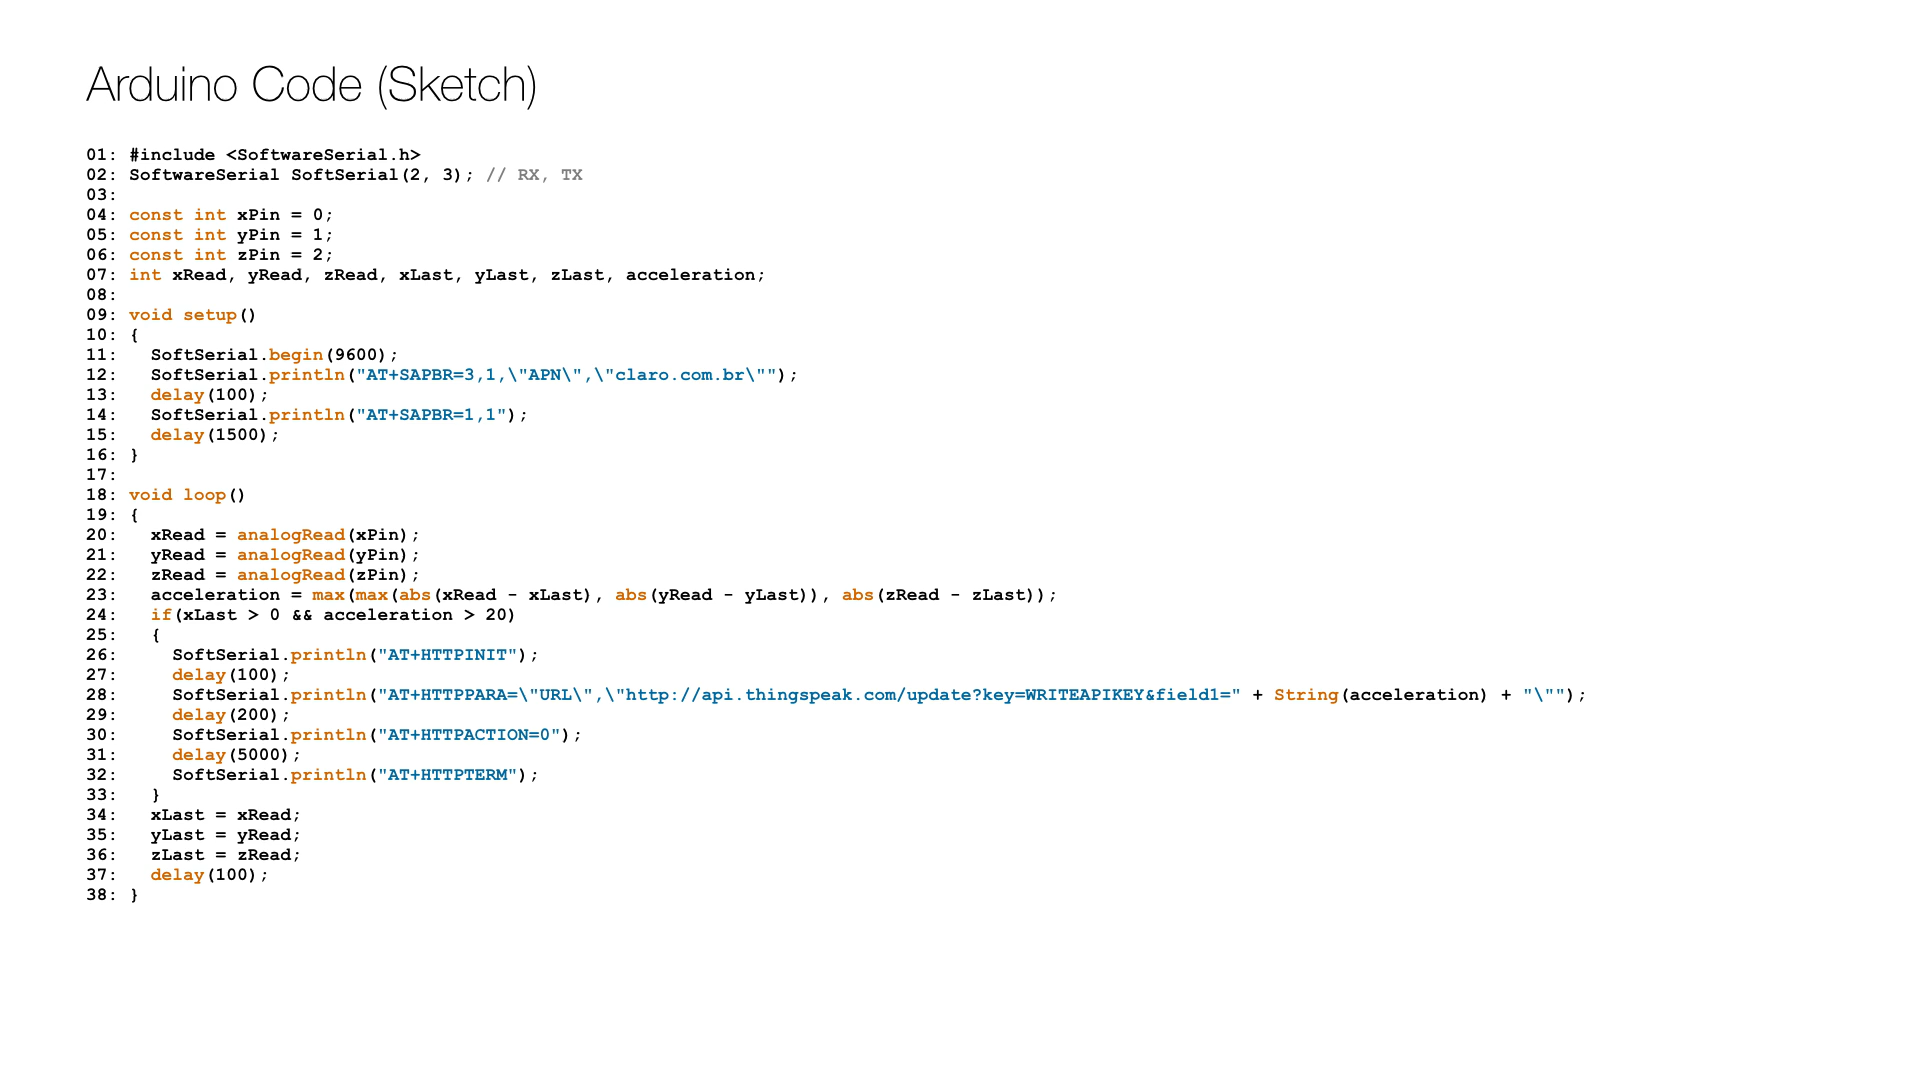 Arduino Code (Sketch)
01: #include <SoftwareSerial.h>
02: SoftwareSerial SoftSerial(2, 3); // RX, TX
03:
04: const int xPin = 0;
05: const int yPin = 1;
06: const int zPin = 2;
07: int xRead, yRead, zRead, xLast, yLast, zLast, acceleration;
08:
09: void setup()
10: {
11:   SoftSerial.begin(9600);
12:   SoftSerial.println("AT+SAPBR=3,1,\"APN\",\"claro.com.br\"");
13:   delay(100);
14:   SoftSerial.println("AT+SAPBR=1,1");
15:   delay(1500);
16: }
17:
18: void loop()
19: {
20:   xRead = analogRead(xPin);
21:   yRead = analogRead(yPin);
22:   zRead = analogRead(zPin);
23:   acceleration = max(max(abs(xRead - xLast), abs(yRead - yLast)), abs(zRead - zLast));
24:   if(xLast > 0 && acceleration > 20)
25:   {
26:     SoftSerial.println("AT+HTTPINIT");
27:     delay(100);
28:     SoftSerial.println("AT+HTTPPARA=\"URL\",\"http://api.thingspeak.com/update?key=WRITEAPIKEY&field1=" + String(acceleration) + "\"");
29:     delay(200);
30:     SoftSerial.println("AT+HTTPACTION=0");
31:     delay(5000);
32:     SoftSerial.println("AT+HTTPTERM");
33:   }
34:   xLast = xRead;
35:   yLast = yRead;
36:   zLast = zRead;
37:   delay(100);
38: }